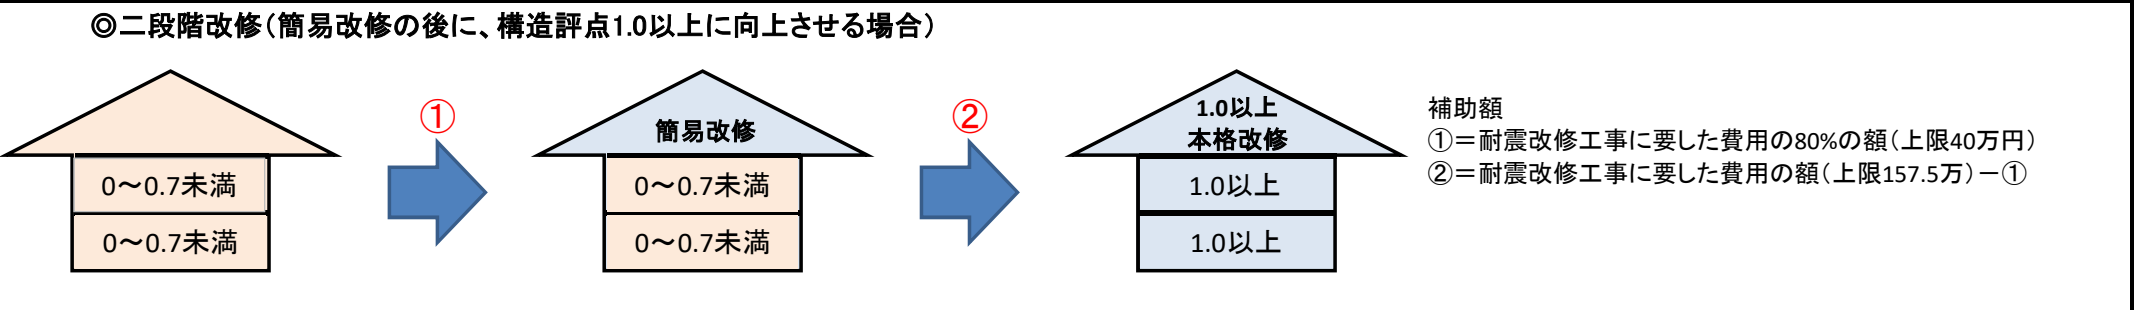 ◎二段階改修（簡易改修の後に、構造評点1.0以上に向上させる場合）
0～0.7未満
0～0.7未満
①
簡易改修
0～0.7未満
0～0.7未満
②
1.0以上
本格改修
1.0以上
1.0以上
補助額
①＝耐震改修工事に要した費用の80%の額（上限40万円）
②＝耐震改修工事に要した費用の額（上限157.5万）－①